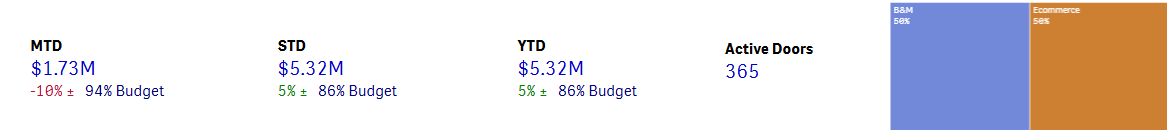 MTD
$1.73M
-10% ± 94% Budget
STD
$5.32M
5% ± 86% Budget
YTD
$5.32M
5% ± 86% Budget
Active Doors
365
B&M
50%
Ecommerce
50%